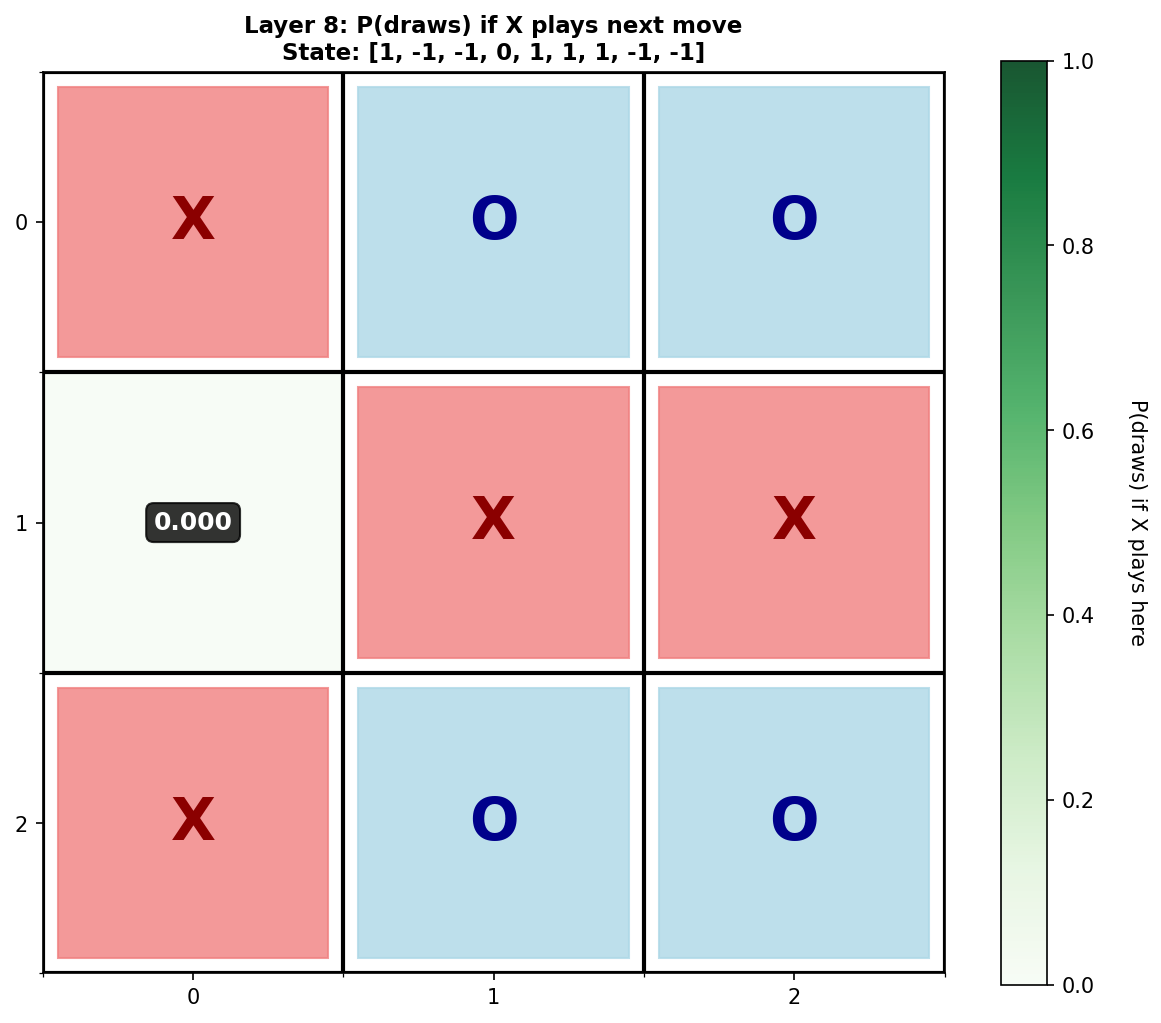 Layer 8: P(draws) if X plays next move
State: [1, -1, -1, 0, 1, 1, 1, -1, -1]
0
X
O
O
1
0.000
X
X
2
X
O
O
0
1
2
1.0
0.8
0.6
0.4
0.2
0.0
P(draws) if X plays here